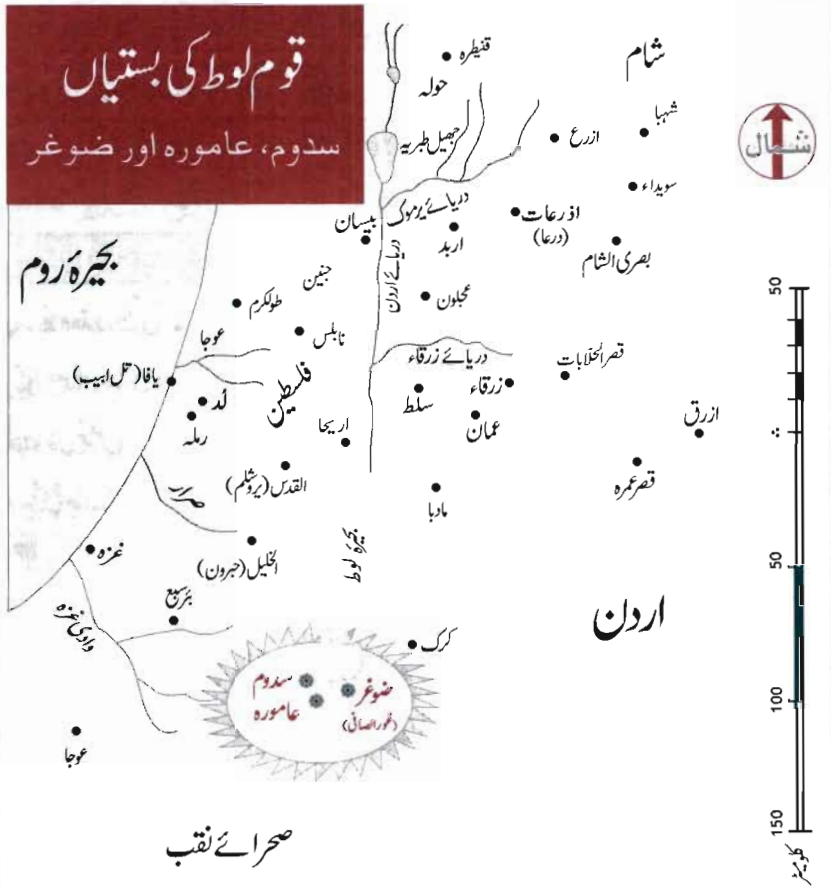 قوم لوط کی بستیاں
سدوم، عامورہ اور ضوغر
شام
قنیطرہ
حولہ
شمال
شہبا
ازرع
جھیل طبریہ
سویداء
دریائے یرموک
اذرعات
(درعا)
بصری الشام
اربد
بیسان
دریائے اردن
بحیرۂ روم
جنین
طولکرم
عجلون
نابلس
عوجا
دریائے زرقاء
قصر الحلابات
یافا (تل ابیب)
فلسطین
لد
رملہ
سلط
زرقاء
عمان
ازرق
اریحا
القدس (یروشلم)
قصر عمرہ
مادبا
صرار
بحیرۂ لوط
الخلیل (حبرون)
غزہ
بئر سبع
وادی غزہ
اردن
کرک
سدوم
عامورہ
ضوغر
(غور الصافی)
عوجا
صحرائے نقب
50
0
50
100
150
کلومیٹر